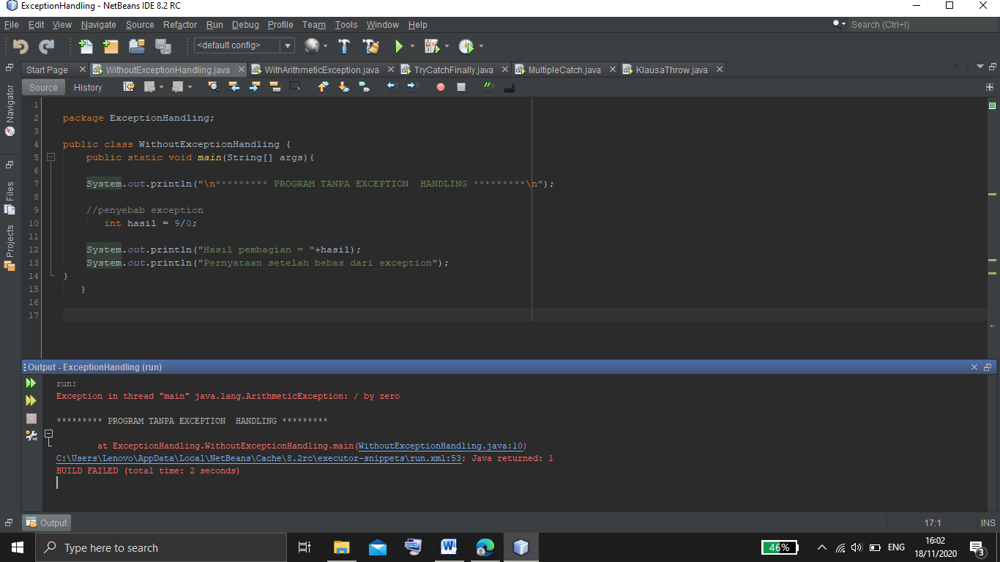 ExceptionHandling - NetBeans IDE 8.2 RC
File Edit View Navigate Source Refactor Run Debug Profile Team Tools Window Help
Search (Ctrl+I)
<default config>
Start Page WithoutExceptionHandling.java WithArithmeticException.java TryCatchFinally.java MultipleCatch.java KlausaThrow.java
Source History
Navigator
Files
Projects
1
2 package ExceptionHandling;
3
4 public class WithoutExceptionHandling {
5 public static void main(String[] args){
6
7 System.out.println("\n********* PROGRAM TANPA EXCEPTION  HANDLING *********\n");
8
9 //penyebab exception
10 int hasil = 9/0;
11
12 System.out.println("Hasil pembagian = "+hasil);
13 System.out.println("Pernyataan setelah bebas dari exception");
14 }
15 }
16
17
Output - ExceptionHandling (run)
run:
Exception in thread "main" java.lang.ArithmeticException: / by zero
********* PROGRAM TANPA EXCEPTION  HANDLING *********
at ExceptionHandling.WithoutExceptionHandling.main(WithoutExceptionHandling.java:10)
C:\Users\Lenovo\AppData\Local\NetBeans\Cache\8.2rc\executor-snippets\run.xml:53: Java returned: 1
BUILD FAILED (total time: 2 seconds)
Output
17:1 INS
Type here to search
46%
ENG
16:02
18/11/2020
3